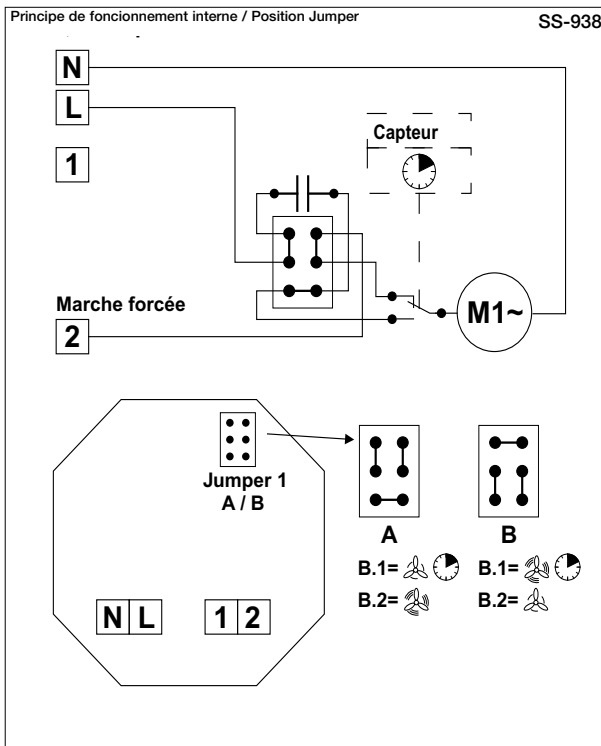 Principe de foncionnement interne / Position Jumper
SS-938
N
L
Capteur
1
Marche forcée
2
M1~
Jumper 1
A / B
A
B
B.1=
B.1=
B.2=
B.2=
N L
1 2